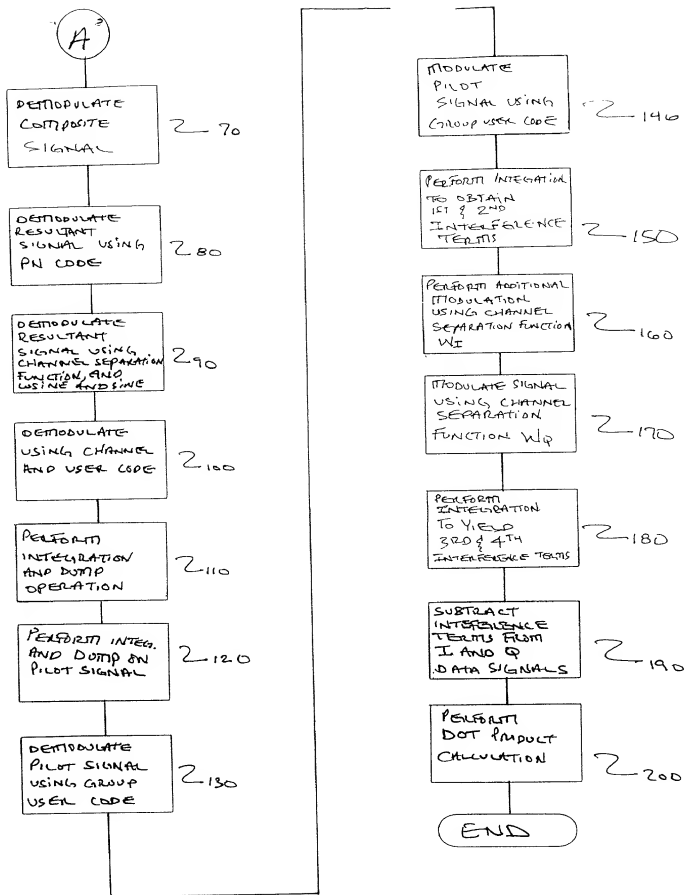 A
DEMODULATE
COMPOSITE
SIGNAL
70
DEMODULATE
RESULTANT
SIGNAL USING
PN CODE
80
DEMODULATE
RESULTANT
SIGNAL USING
CHANNEL SEPARATION
FUNCTION, AND
COSINE AND SINE
90
DEMODULATE
USING CHANNEL
AND USER CODE
100
PERFORM
INTEGRATION
AND DUMP
OPERATION
110
PERFORM INTEG.
AND DUMP ON
PILOT SIGNAL
120
DEMODULATE
PILOT SIGNAL
USING GROUP
USER CODE
130
MODULATE
PILOT
SIGNAL USING
GROUP USER CODE
140
PERFORM INTEGATION
TO OBTAIN
1ST & 2ND
INTERFERENCE
TERMS
150
PERFORM ADDITIONAL
MODULATION
USING CHANNEL
SEPARATION FUNCTION
WI
160
MODULATE SIGNAL
USING CHANNEL
SEPARATION
FUNCTION WQ
170
PERFORM
INTEGRATION
TO YIELD
3RD & 4TH
INTERFERENCE TERMS
180
SUBTRACT
INTERFERENCE
TERMS FROM
I AND Q
DATA SIGNALS
190
PERFORM
DOT PRODUCT
CALCULATION
200
END